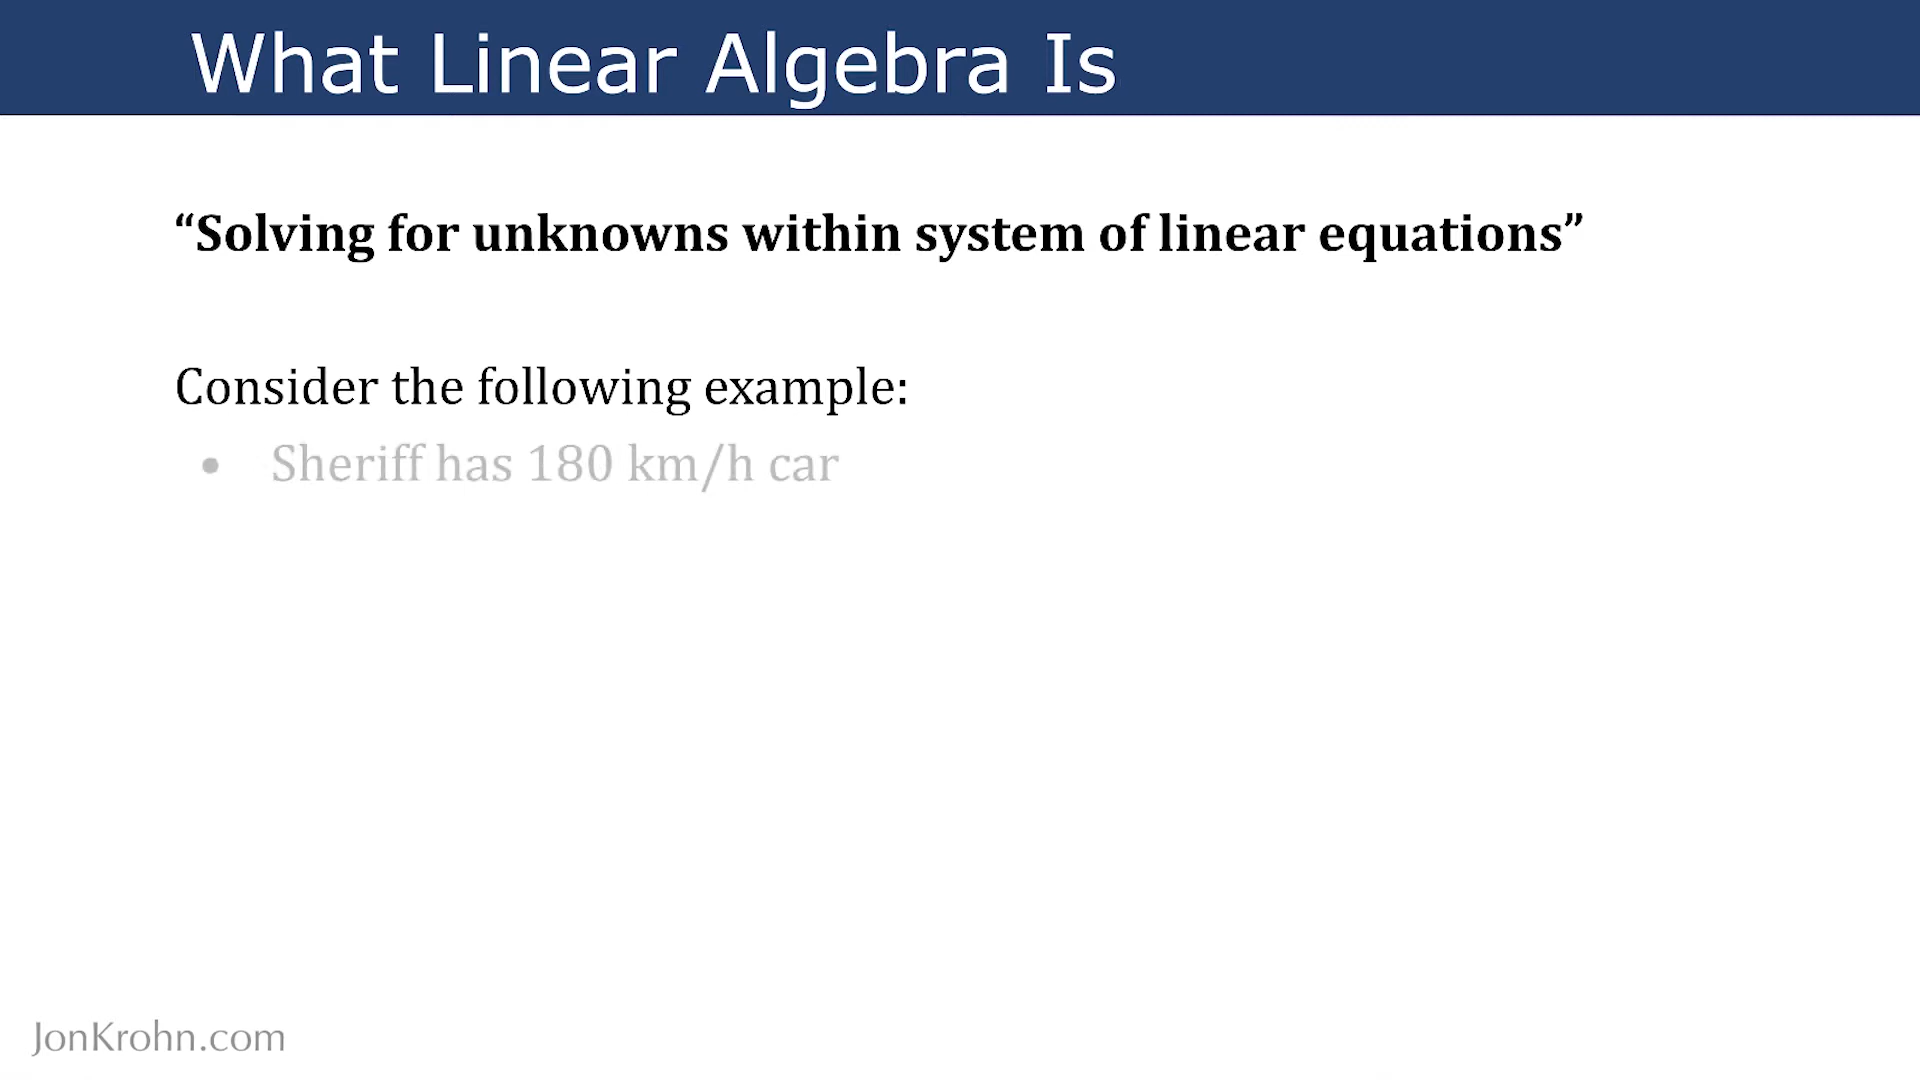 What Linear Algebra Is
“Solving for unknowns within system of linear equations”
Consider the following example:
• Sheriff has 180 km/h car
JonKrohn.com